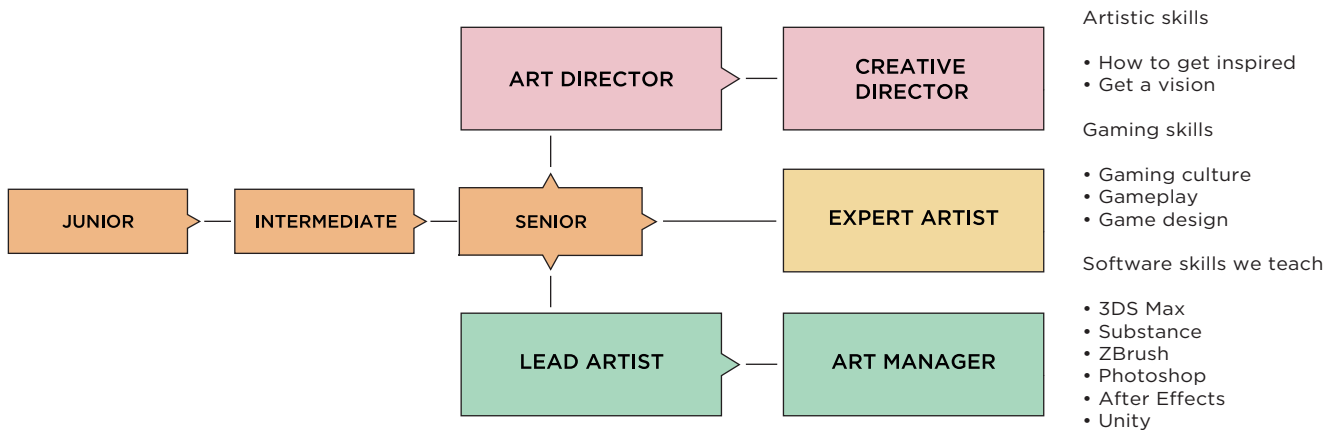 ART DIRECTOR
CREATIVE
DIRECTOR
JUNIOR
INTERMEDIATE
SENIOR
EXPERT ARTIST
LEAD ARTIST
ART MANAGER
Artistic skills
• How to get inspired
• Get a vision
Gaming skills
• Gaming culture
• Gameplay
• Game design
Software skills we teach
• 3DS Max
• Substance
• ZBrush
• Photoshop
• After Effects
• Unity